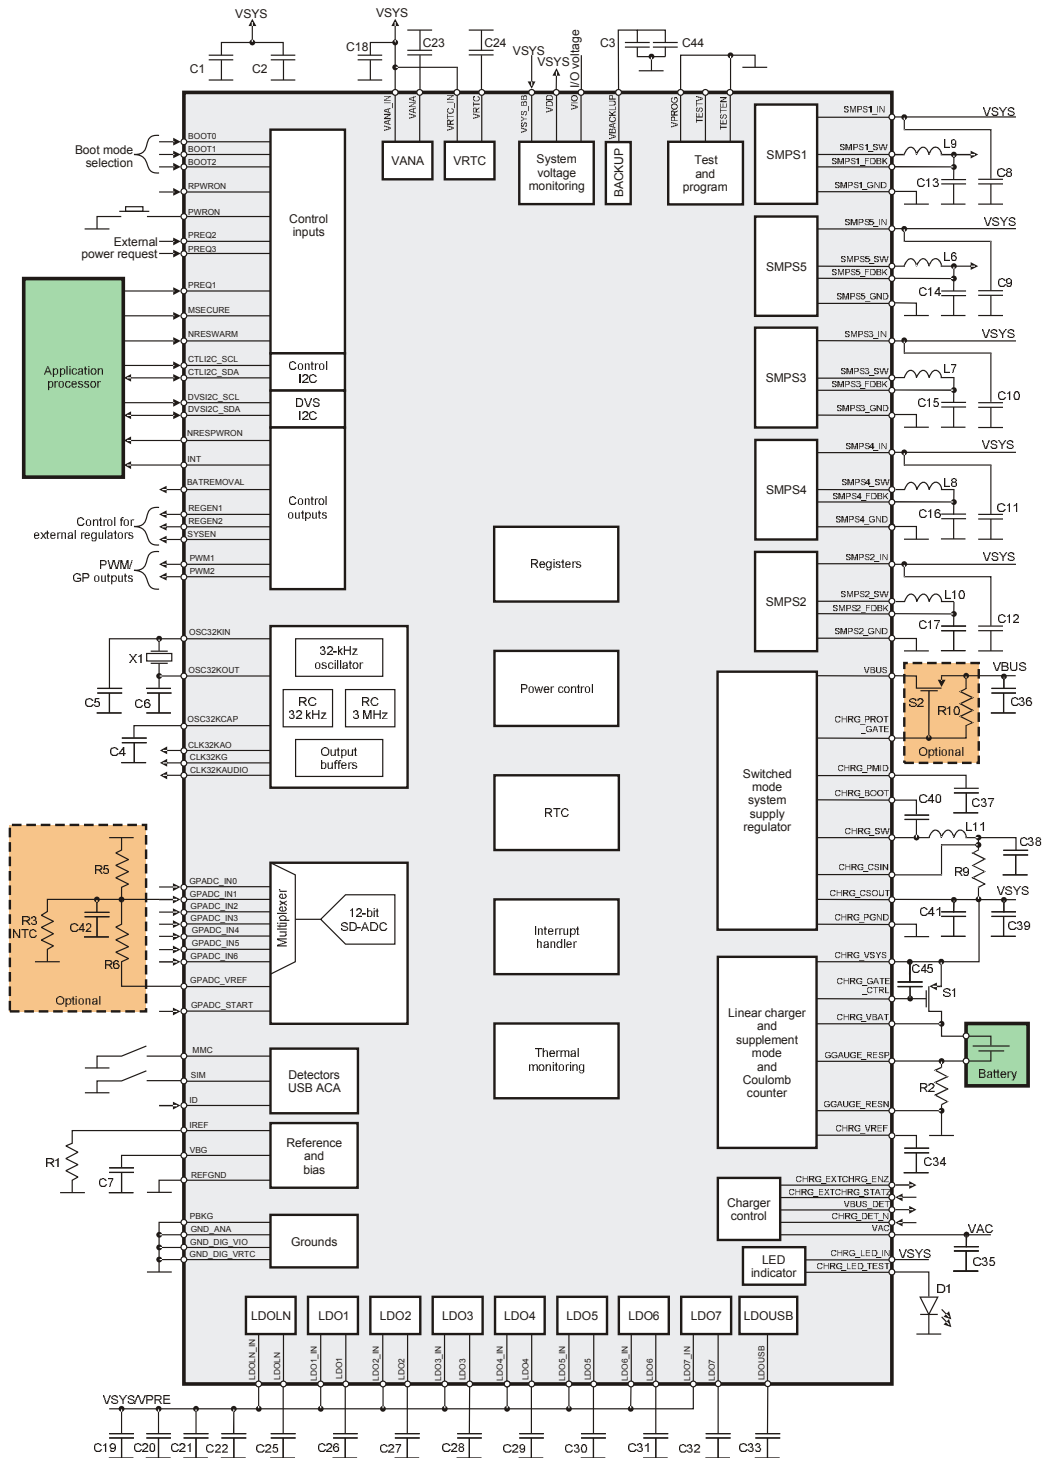 VSYS
C1
C2
VSYS
C18
C23
C24
VSYS
VSYS
I/O voltage
C3
C44
VANA_IN
VANA
VRTC_IN
VRTC
VSYS_BB
VDD
VIO
VBACKLUP
VPROG
TESTV
TESTEN
VANA
VRTC
System
voltage
monitoring
BACKUP
Test
and
program
Boot mode
selection
BOOT0
BOOT1
BOOT2
RPWRON
PWRON
External
power request
PREQ2
PREQ3
PREQ1
MSECURE
NRESWARM
Control
inputs
Application
processor
CTLI2C_SCL
CTLI2C_SDA
Control
I2C
DVSI2C_SCL
DVSI2C_SDA
DVS
I2C
NRESPWRON
INT
BATREMOVAL
Control for
external regulators
REGEN1
REGEN2
SYSEN
PWM/
GP outputs
PWM1
PWM2
Control
outputs
X1
C5
C6
C4
OSC32KIN
OSC32KOUT
OSC32KCAP
CLK32KAO
CLK32KG
CLK32KAUDIO
32-kHz
oscillator
RC
32 kHz
RC
3 MHz
Output
buffers
R5
R3
NTC
C42
R6
Optional
GPADC_IN0
GPADC_IN1
GPADC_IN2
GPADC_IN3
GPADC_IN4
GPADC_IN5
GPADC_IN6
GPADC_VREF
GPADC_START
Multiplexer
12-bit
SD-ADC
MMC
SIM
ID
Detectors
USB ACA
IREF
VBG
REFGND
R1
C7
Reference
and
bias
PBKG
GND_ANA
GND_DIG_VIO
GND_DIG_VRTC
Grounds
Registers
Power control
RTC
Interrupt
handler
Thermal
monitoring
SMPS1
SMPS1_IN
SMPS1_SW
SMPS1_FDBK
SMPS1_GND
VSYS
L9
C13
C8
SMPS5
SMPS5_IN
SMPS5_SW
SMPS5_FDBK
SMPS5_GND
VSYS
L6
C14
C9
SMPS3
SMPS3_IN
SMPS3_SW
SMPS3_FDBK
SMPS3_GND
VSYS
L7
C15
C10
SMPS4
SMPS4_IN
SMPS4_SW
SMPS4_FDBK
SMPS4_GND
VSYS
L8
C16
C11
SMPS2
SMPS2_IN
SMPS2_SW
SMPS2_FDBK
SMPS2_GND
VSYS
L10
C17
C12
Switched
mode
system
supply
regulator
VBUS
CHRG_PROT
_GATE
CHRG_PMID
CHRG_BOOT
CHRG_SW
CHRG_CSIN
CHRG_CSOUT
CHRG_PGND
S2
R10
Optional
VBUS
C36
C37
C40
L11
C38
R9
VSYS
C41
C39
Linear charger
and
supplement
mode
and
Coulomb
counter
CHRG_VSYS
CHRG_GATE
_CTRL
CHRG_VBAT
GGAUGE_RESP
GGAUGE_RESN
CHRG_VREF
C45
S1
Battery
R2
C34
Charger
control
CHRG_EXTCHRG_ENZ
CHRG_EXTCHRG_STATZ
VBUS_DET
CHRG_DET_N
VAC
VAC
C35
LED
indicator
CHRG_LED_IN
CHRG_LED_TEST
VSYS
D1
LDOLN
LDO1
LDO2
LDO3
LDO4
LDO5
LDO6
LDO7
LDOUSB
LDOLN_IN
LDOLN
LDO1_IN
LDO1
LDO2_IN
LDO2
LDO3_IN
LDO3
LDO4_IN
LDO4
LDO5_IN
LDO5
LDO6_IN
LDO6
LDO7_IN
LDO7
LDOUSB
VSYS/VPRE
C19
C20
C21
C22
C25
C26
C27
C28
C29
C30
C31
C32
C33